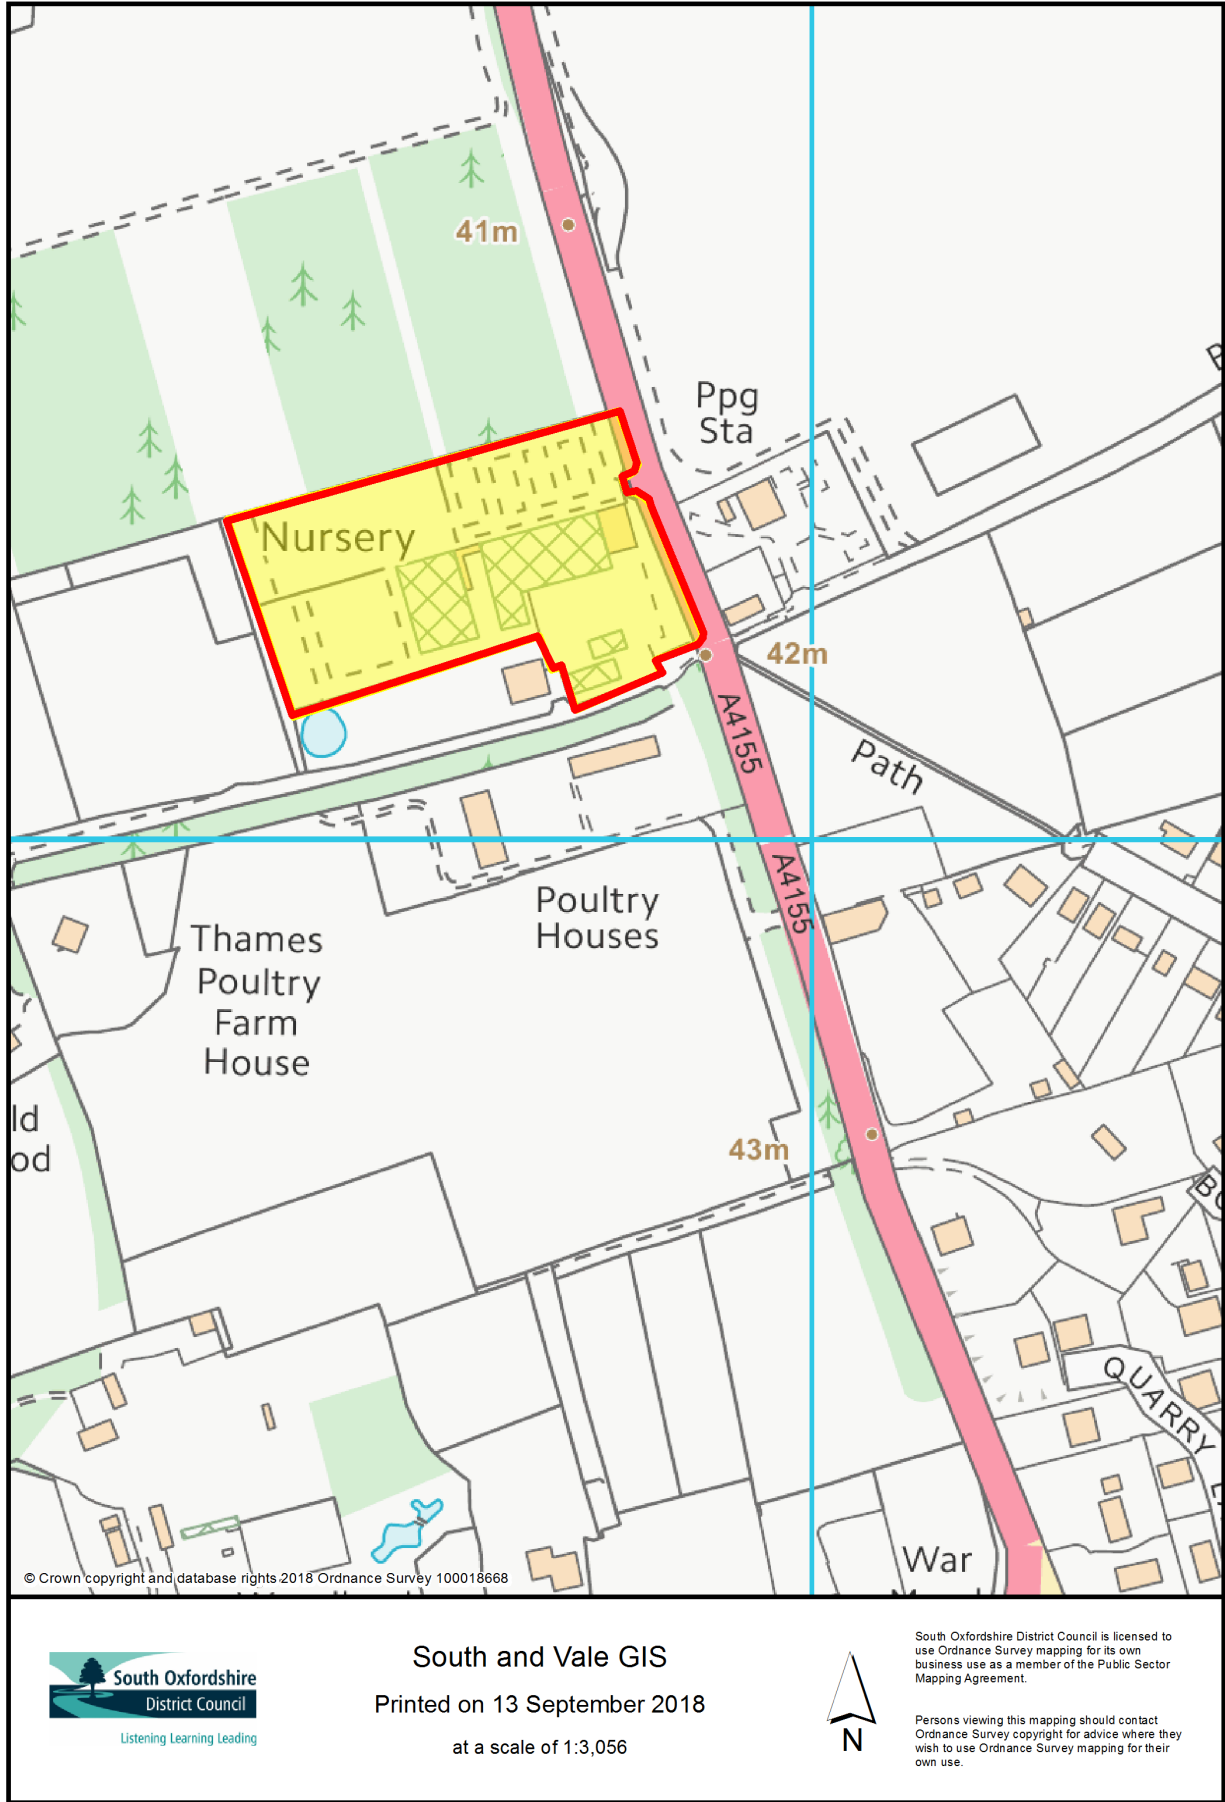 41m
Ppg
Sta
Nursery
42m
A4155
Path
A4155
Poultry
Houses
Thames
Poultry
Farm
House
ld
od
43m
QUARRY
War
© Crown copyright and database rights 2018 Ordnance Survey 100018668
South Oxfordshire
District Council
Listening Learning Leading
South and Vale GIS
Printed on 13 September 2018
at a scale of 1:3,056
N
South Oxfordshire District Council is licensed to
use Ordnance Survey mapping for its own
business use as a member of the Public Sector
Mapping Agreement.
Persons viewing this mapping should contact
Ordnance Survey copyright for advice where they
wish to use Ordnance Survey mapping for their
own use.